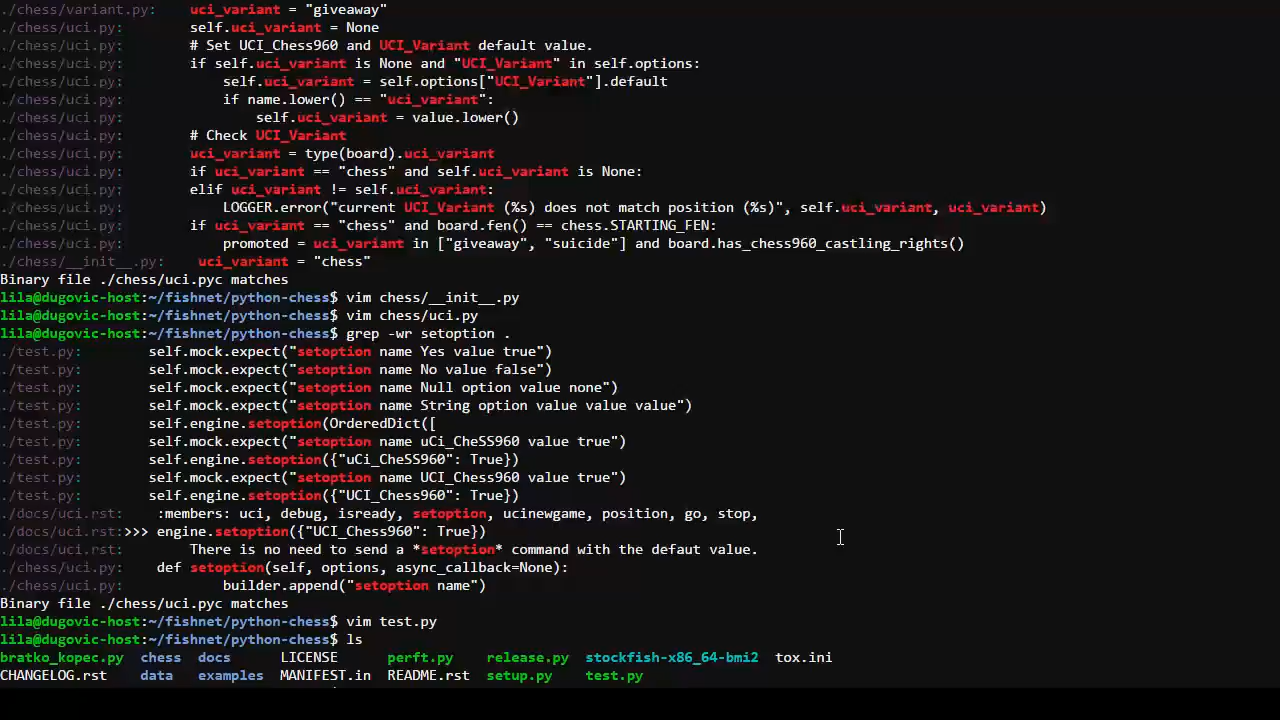 ./chess/variant.py:     uci_variant = "giveaway"
./chess/uci.py:         self.uci_variant = None
./chess/uci.py:         # Set UCI_Chess960 and UCI_Variant default value.
./chess/uci.py:         if self.uci_variant is None and "UCI_Variant" in self.options:
./chess/uci.py:             self.uci_variant = self.options["UCI_Variant"].default
./chess/uci.py:             if name.lower() == "uci_variant":
./chess/uci.py:                 self.uci_variant = value.lower()
./chess/uci.py:         # Check UCI_Variant
./chess/uci.py:         uci_variant = type(board).uci_variant
./chess/uci.py:         if uci_variant == "chess" and self.uci_variant is None:
./chess/uci.py:         elif uci_variant != self.uci_variant:
./chess/uci.py:             LOGGER.error("current UCI_Variant (%s) does not match position (%s)", self.uci_variant, uci_variant)
./chess/uci.py:         if uci_variant == "chess" and board.fen() == chess.STARTING_FEN:
./chess/uci.py:             promoted = uci_variant in ["giveaway", "suicide"] and board.has_chess960_castling_rights()
./chess/__init__.py:     uci_variant = "chess"
Binary file ./chess/uci.pyc matches
lila@dugovic-host:~/fishnet/python-chess$ vim chess/__init__.py
lila@dugovic-host:~/fishnet/python-chess$ vim chess/uci.py
lila@dugovic-host:~/fishnet/python-chess$ grep -wr setoption .
./test.py:        self.mock.expect("setoption name Yes value true")
./test.py:        self.mock.expect("setoption name No value false")
./test.py:        self.mock.expect("setoption name Null option value none")
./test.py:        self.mock.expect("setoption name String option value value value")
./test.py:        self.engine.setoption(OrderedDict([
./test.py:        self.mock.expect("setoption name uCi_CheSS960 value true")
./test.py:        self.engine.setoption({"uCi_CheSS960": True})
./test.py:        self.mock.expect("setoption name UCI_Chess960 value true")
./test.py:        self.engine.setoption({"UCI_Chess960": True})
./docs/uci.rst:    :members: uci, debug, isready, setoption, ucinewgame, position, go, stop,
./docs/uci.rst:>>> engine.setoption({"UCI_Chess960": True})
./docs/uci.rst:        There is no need to send a *setoption* command with the defaut value.
./chess/uci.py:    def setoption(self, options, async_callback=None):
./chess/uci.py:            builder.append("setoption name")
Binary file ./chess/uci.pyc matches
lila@dugovic-host:~/fishnet/python-chess$ vim test.py
lila@dugovic-host:~/fishnet/python-chess$ ls
bratko_kopec.py  chess  docs      LICENSE      perft.py    release.py  stockfish-x86_64-bmi2  tox.ini
CHANGELOG.rst    data   examples  MANIFEST.in  README.rst  setup.py    test.py